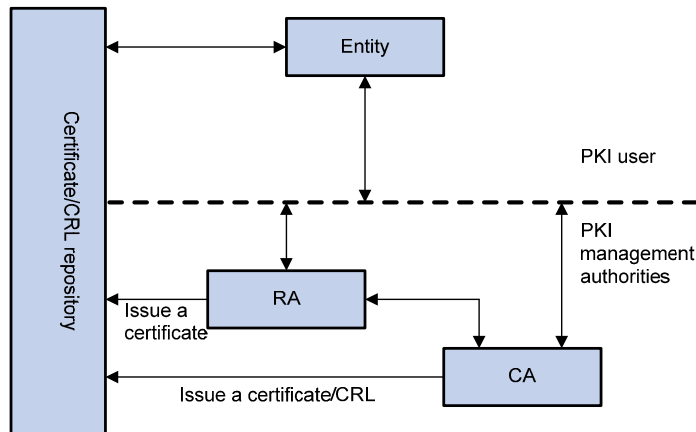 Entity
Certificate/CRL repository
PKI user
PKI
management
authorities
RA
Issue a
certificate
CA
Issue a certificate/CRL